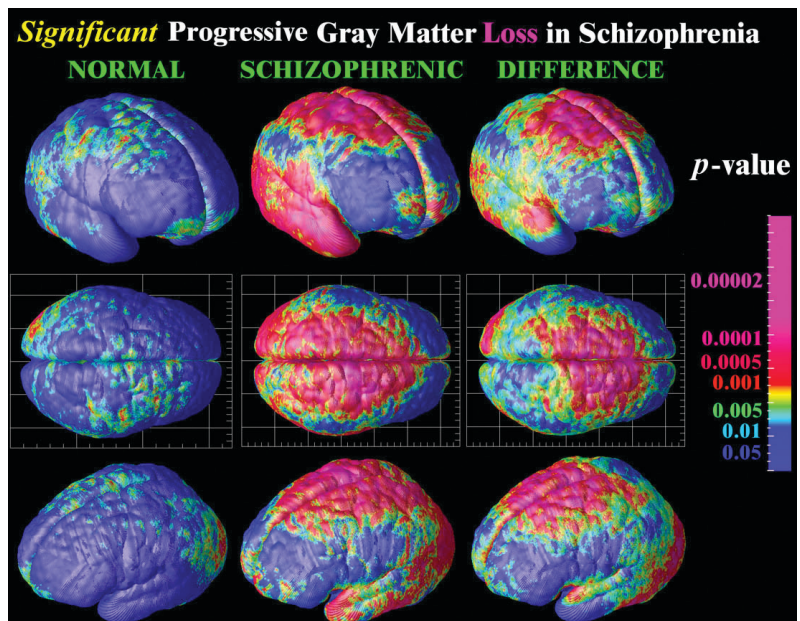 Significant Progressive Gray Matter Loss in Schizophrenia
NORMAL SCHIZOPHRENIC DIFFERENCE
p-value
0.00002
0.0001
0.0005
0.001
0.005
0.01
0.05